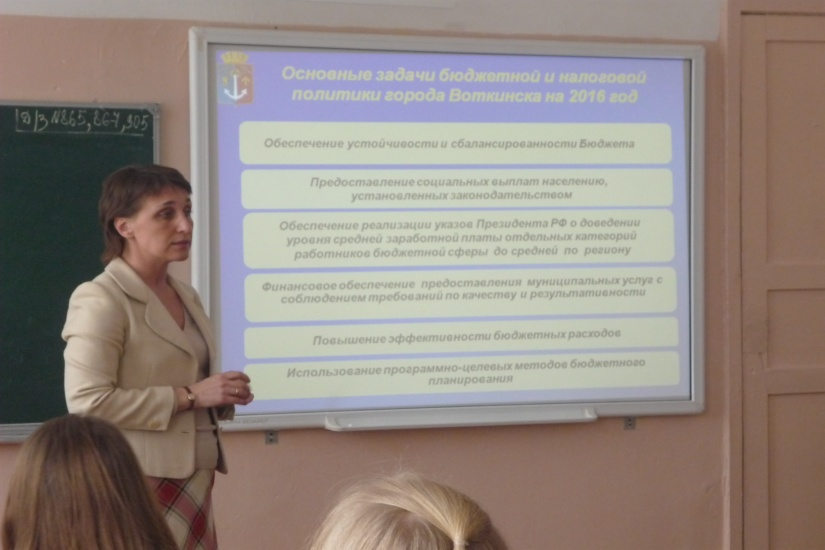 Д/З №865, 867, 905
Основные задачи бюджетной и налоговой
политики города Воткинска на 2016 год
Обеспечение устойчивости и сбалансированности Бюджета
Предоставление социальных выплат населению,
установленных законодательством
Обеспечение реализации указов Президента РФ о доведении
уровня средней заработной платы отдельных категорий
работников бюджетной сферы до средней по региону
Финансовое обеспечение предоставления муниципальных услуг с
соблюдением требований по качеству и результативности
Повышение эффективности бюджетных расходов
Использование программно-целевых методов бюджетного
планирования